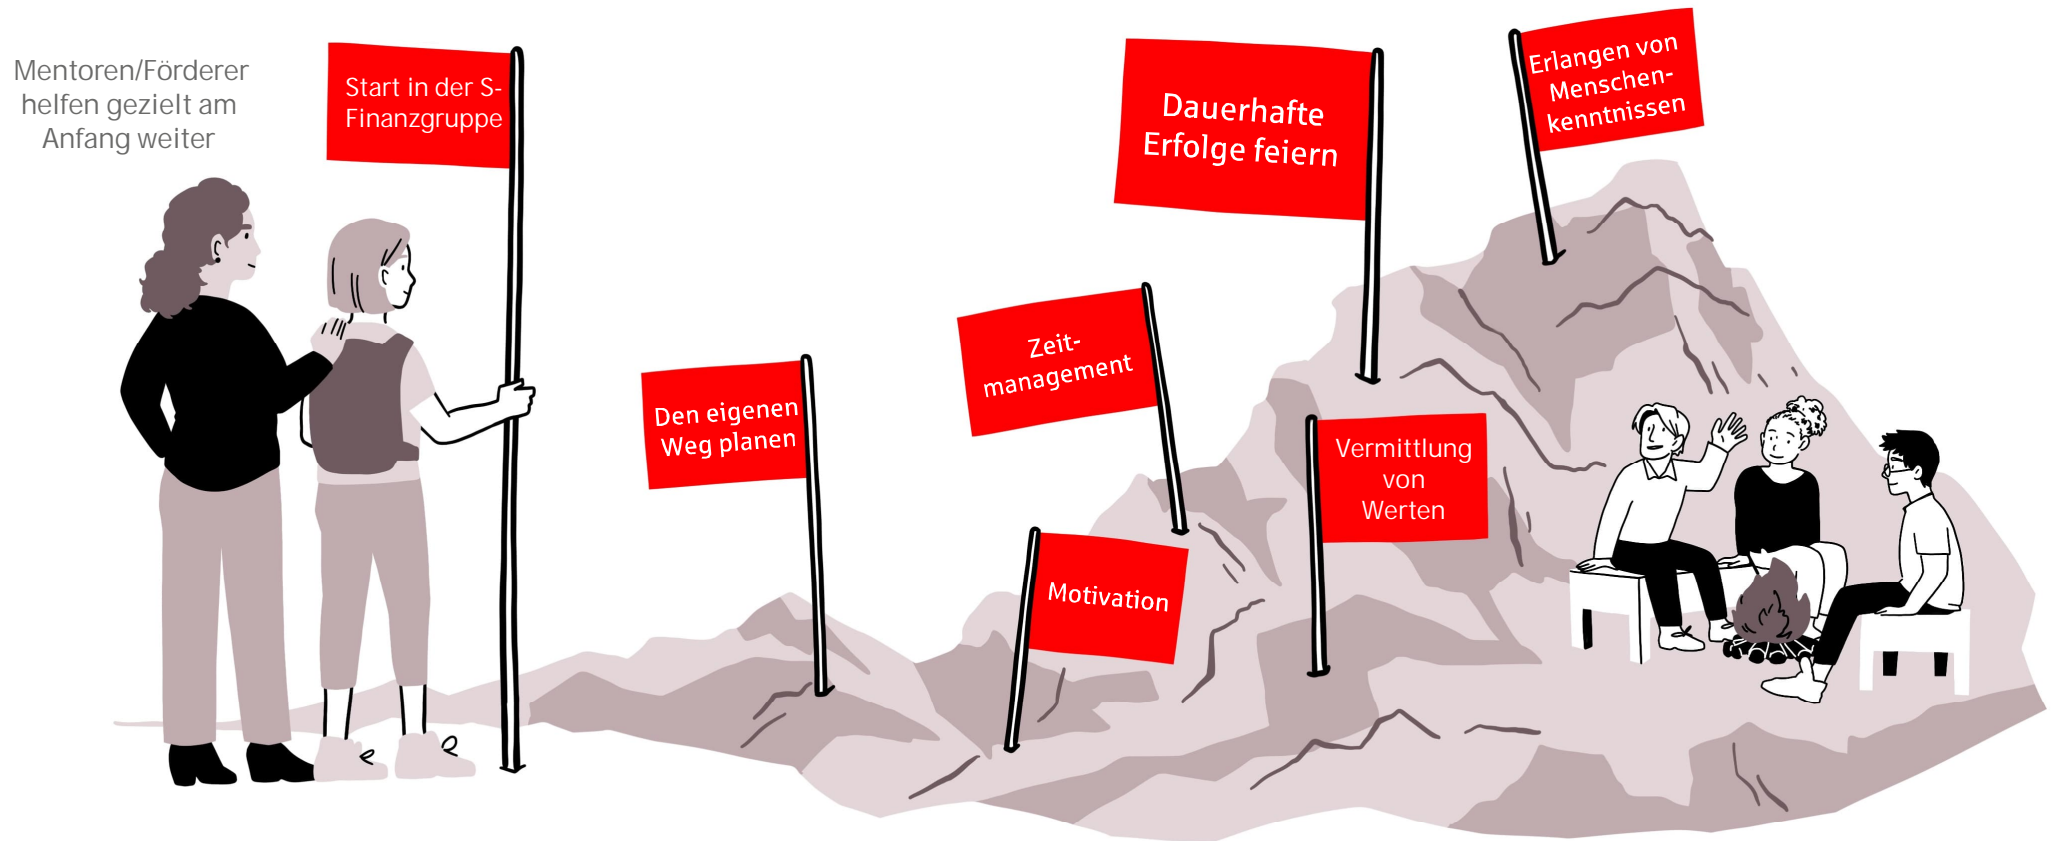 Mentoren/Förderer
helfen gezielt am
Anfang weiter
Start in der S-
Finanzgruppe
Den eigenen
Weg planen
Motivation
Zeit-
management
Vermittlung
von
Werten
Dauerhafte
Erfolge feiern
Erlangen von
Menschen-
kenntnissen